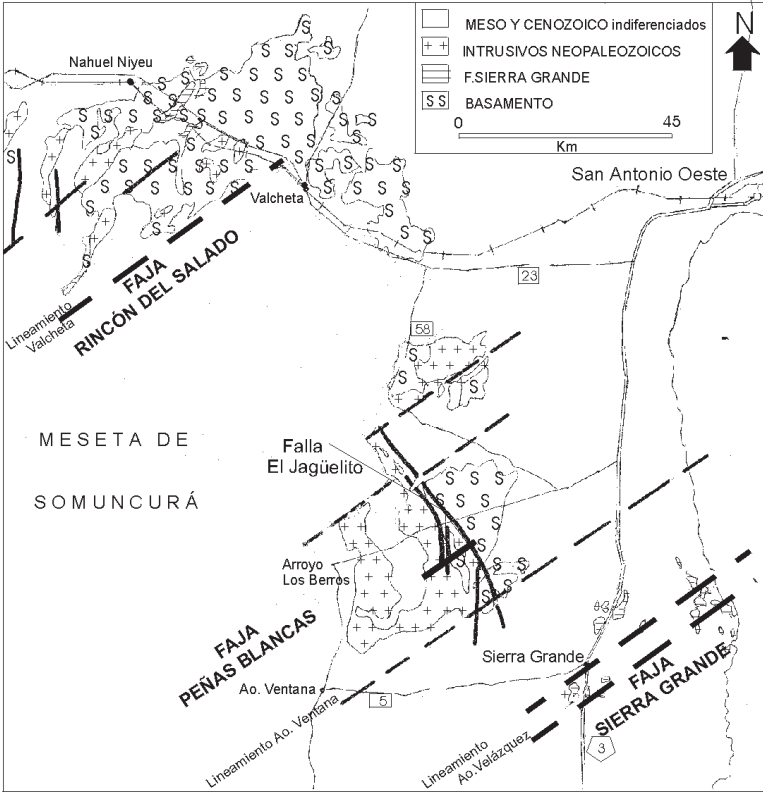 MESO Y CENOZOICO indiferenciados
INTRUSIVOS NEOPALEOZOICOS
F.SIERRA GRANDE
S S BASAMENTO
0 45
Km
N
Nahuel Niyeu
San Antonio Oeste
Valcheta
23
Lineamiento
Valcheta
FAJA
RINCÓN DEL SALADO
58
MESETA DE
SOMUNCURÁ
Falla
El Jagüelito
Arroyo
Los Berros
FAJA
PEÑAS BLANCAS
Sierra Grande
Ao. Ventana
5
Lineamiento Ao. Ventana
FAJA
SIERRA GRANDE
Lineamiento
Ao.Velázquez
3